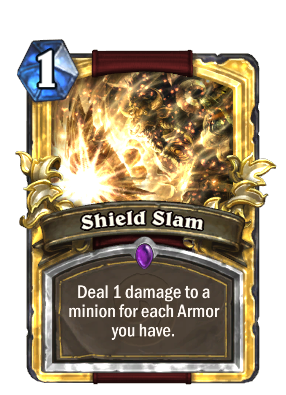 1
Shield Slam
Deal 1 damage to a
minion for each Armor
you have.